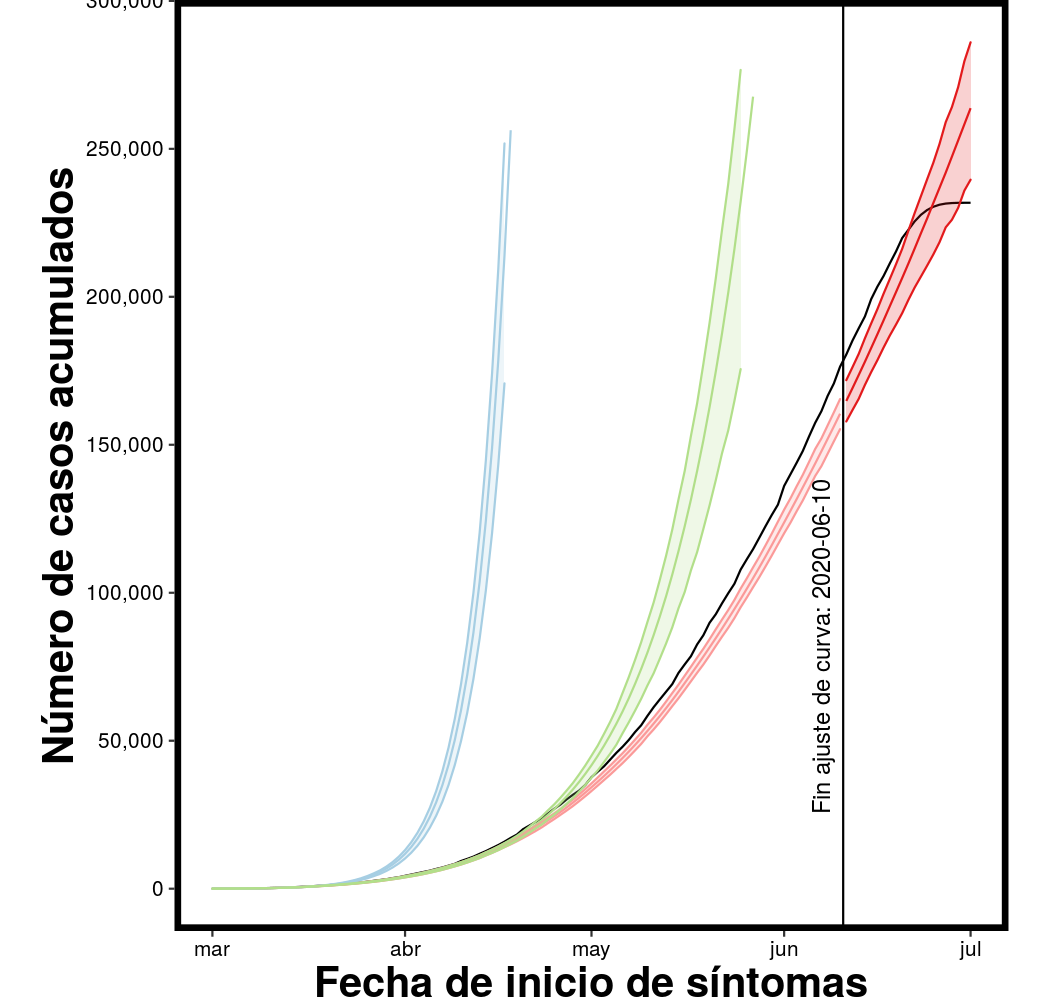 300,000
250,000
200,000
150,000
100,000
50,000
0
Número de casos acumulados
Fin ajuste de curva: 2020-06-10
mar abr may jun jul
Fecha de inicio de síntomas